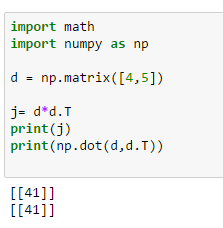 import math
import numpy as np
d = np.matrix([4,5])
j= d*d.T
print(j)
print(np.dot(d,d.T))
[[41]]
[[41]]